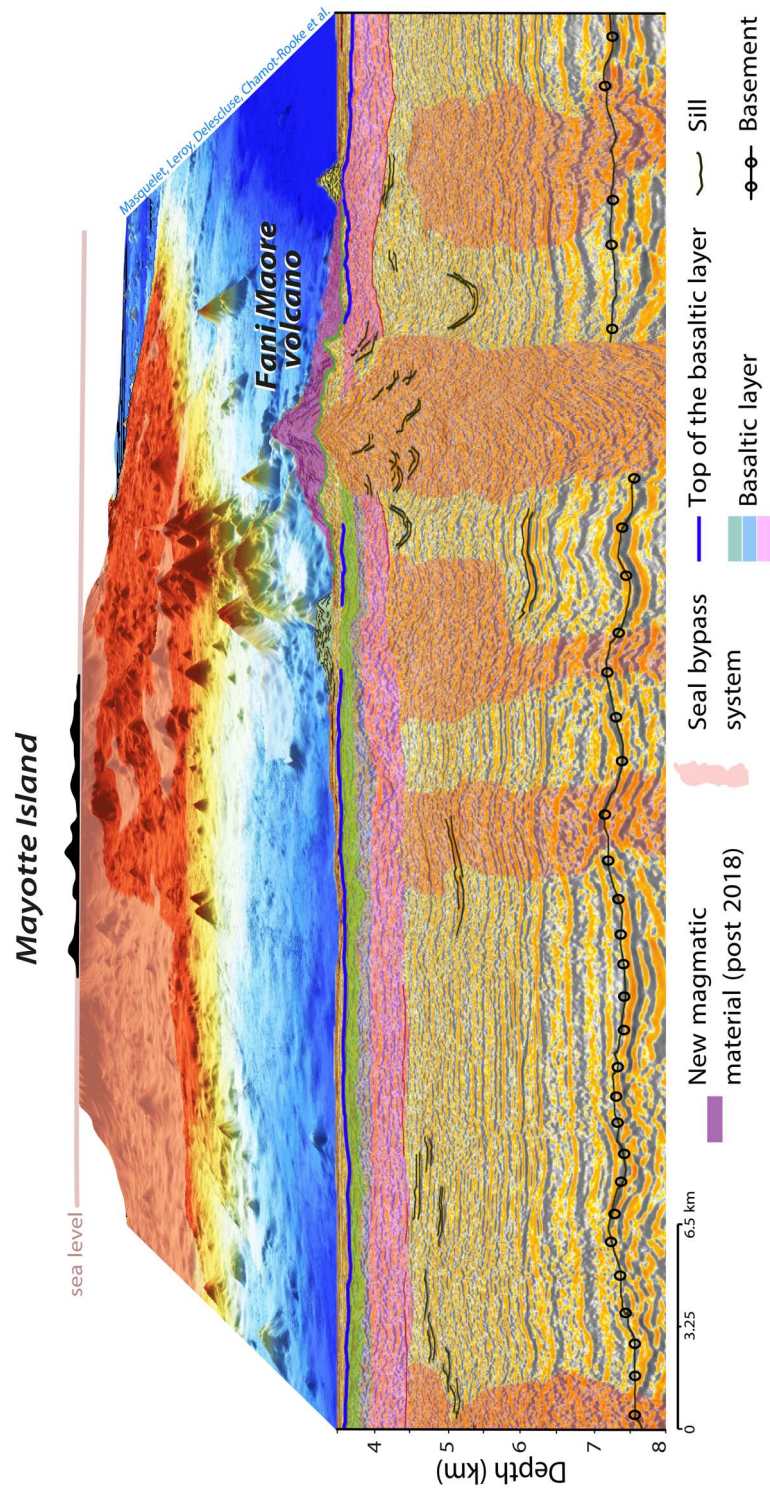 Mayotte Island
sea level
Masquelet, Leroy, Delescluse, Chamot-Rooke et al.
Fani Maore
volcano
Depth (km)
4
5
6
7
8
0
3.25
6.5 km
New magmatic
material (post 2018)
Seal bypass
system
Top of the basaltic layer
Basaltic layer
Sill
Basement